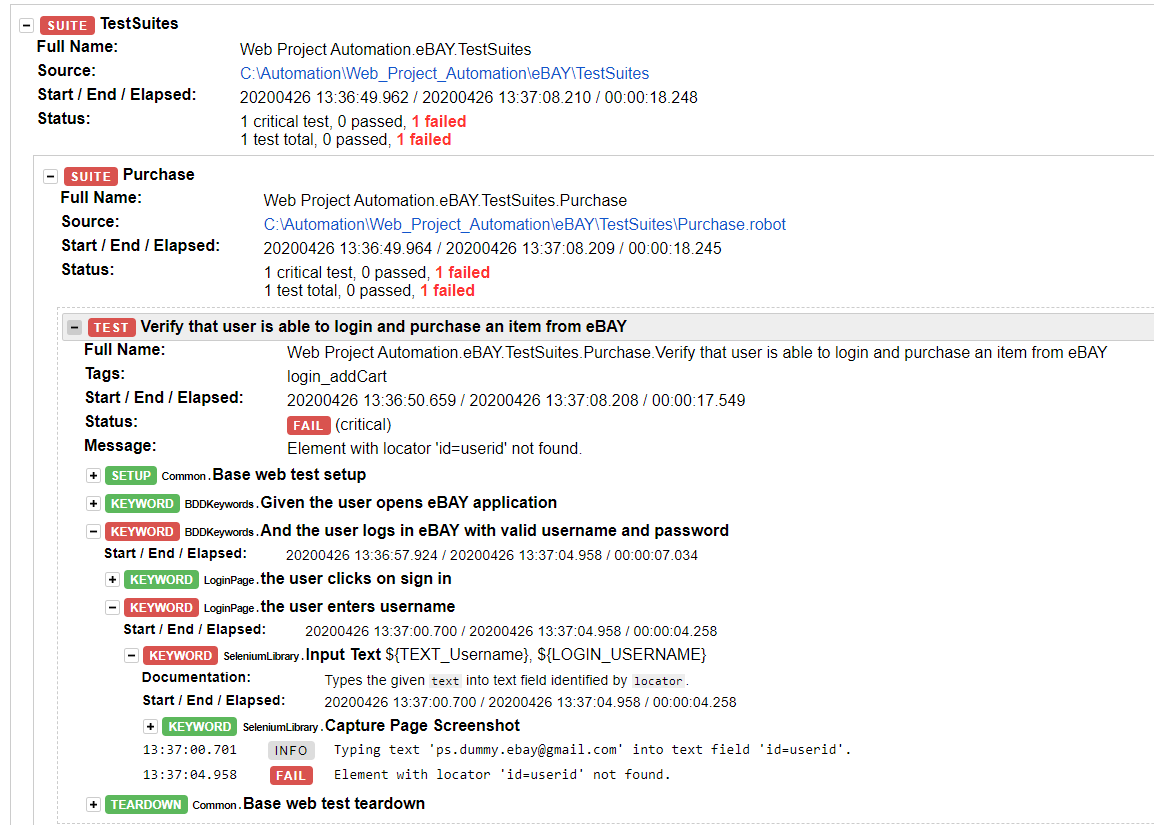 SUITE TestSuites
Full Name: Web Project Automation.eBAY.TestSuites
Source: C:\Automation\Web_Project_Automation\eBAY\TestSuites
Start / End / Elapsed: 20200426 13:36:49.962 / 20200426 13:37:08.210 / 00:00:18.248
Status: 1 critical test, 0 passed, 1 failed
1 test total, 0 passed, 1 failed
SUITE Purchase
Full Name: Web Project Automation.eBAY.TestSuites.Purchase
Source: C:\Automation\Web_Project_Automation\eBAY\TestSuites\Purchase.robot
Start / End / Elapsed: 20200426 13:36:49.964 / 20200426 13:37:08.209 / 00:00:18.245
Status: 1 critical test, 0 passed, 1 failed
1 test total, 0 passed, 1 failed
TEST Verify that user is able to login and purchase an item from eBAY
Full Name: Web Project Automation.eBAY.TestSuites.Purchase.Verify that user is able to login and purchase an item from eBAY
Tags: login_addCart
Start / End / Elapsed: 20200426 13:36:50.659 / 20200426 13:37:08.208 / 00:00:17.549
Status: FAIL (critical)
Message: Element with locator 'id=userid' not found.
SETUP Common.Base web test setup
KEYWORD BDDKeywords.Given the user opens eBAY application
KEYWORD BDDKeywords.And the user logs in eBAY with valid username and password
Start / End / Elapsed: 20200426 13:36:57.924 / 20200426 13:37:04.958 / 00:00:07.034
KEYWORD LoginPage.the user clicks on sign in
KEYWORD LoginPage.the user enters username
Start / End / Elapsed: 20200426 13:37:00.700 / 20200426 13:37:04.958 / 00:00:04.258
KEYWORD SeleniumLibrary.Input Text ${TEXT_Username}, ${LOGIN_USERNAME}
Documentation: Types the given text into text field identified by locator.
Start / End / Elapsed: 20200426 13:37:00.700 / 20200426 13:37:04.958 / 00:00:04.258
KEYWORD SeleniumLibrary.Capture Page Screenshot
13:37:00.701 INFO Typing text 'ps.dummy.ebay@gmail.com' into text field 'id=userid'.
13:37:04.958 FAIL Element with locator 'id=userid' not found.
TEARDOWN Common.Base web test teardown